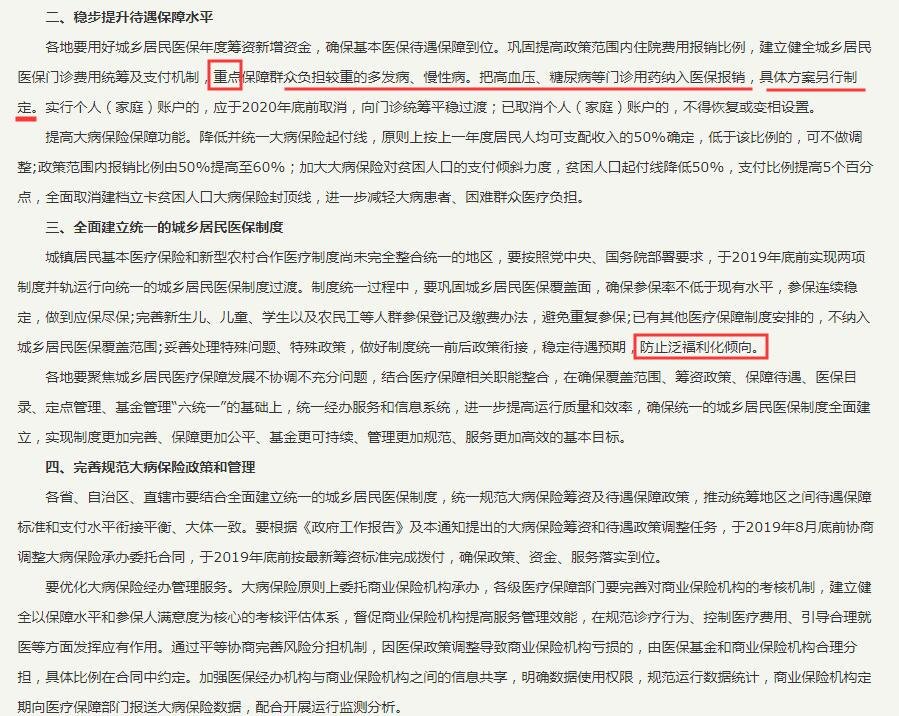 二、稳步提升待遇保障水平
各地要用好城乡居民医保年度筹资新增资金，确保基本医保待遇保障到位。巩固提高政策范围内住院费用报销比例，建立健全城乡居民
医保门诊费用统筹及支付机制，重点保障群众负担较重的多发病、慢性病。把高血压、糖尿病等门诊用药纳入医保报销，具体方案另行制
定。实行个人（家庭）账户的，应于2020年底前取消，向门诊统筹平稳过渡；已取消个人（家庭）账户的，不得恢复或变相设置。
提高大病保险保障功能。降低并统一大病保险起付线，原则上按上一年度居民人均可支配收入的50%确定，低于该比例的，可不做调
整;政策范围内报销比例由50%提高至60%；加大大病保险对贫困人口的支付倾斜力度，贫困人口起付线降低50%，支付比例提高5个百分
点，全面取消建档立卡贫困人口大病保险封顶线，进一步减轻大病患者、困难群众医疗负担。
三、全面建立统一的城乡居民医保制度
城镇居民基本医疗保险和新型农村合作医疗制度尚未完全整合统一的地区，要按照党中央、国务院部署要求，于2019年底前实现两项
制度并轨运行向统一的城乡居民医保制度过渡。制度统一过程中，要巩固城乡居民医保覆盖面，确保参保率不低于现有水平，参保连续稳
定，做到应保尽保;完善新生儿、儿童、学生以及农民工等人群参保登记及缴费办法，避免重复参保;已有其他医疗保障制度安排的，不纳入
城乡居民医保覆盖范围;妥善处理特殊问题、特殊政策，做好制度统一前后政策衔接，稳定待遇预期，防止泛福利化倾向。
各地要聚焦城乡居民医疗保障发展不协调不充分问题，结合医疗保障相关职能整合，在确保覆盖范围、筹资政策、保障待遇、医保目
录、定点管理、基金管理“六统一”的基础上，统一经办服务和信息系统，进一步提高运行质量和效率，确保统一的城乡居民医保制度全面建
立，实现制度更加完善、保障更加公平、基金更可持续、管理更加规范、服务更加高效的基本目标。
四、完善规范大病保险政策和管理
各省、自治区、直辖市要结合全面建立统一的城乡居民医保制度，统一规范大病保险筹资及待遇保障政策，推动统筹地区之间待遇保障
标准和支付水平衔接平衡、大体一致。要根据《政府工作报告》及本通知提出的大病保险筹资和待遇政策调整任务，于2019年8月底前协商
调整大病保险承办委托合同，于2019年底前按最新筹资标准完成拨付，确保政策、资金、服务落实到位。
要优化大病保险经办管理服务。大病保险原则上委托商业保险机构承办，各级医疗保障部门要完善对商业保险机构的考核机制，建立健
全以保障水平和参保人满意度为核心的考核评估体系，督促商业保险机构提高服务管理效能，在规范诊疗行为、控制医疗费用、引导合理就
医等方面发挥应有作用。通过平等协商完善风险分担机制，因医保政策调整导致商业保险机构亏损的，由医保基金和商业保险机构合理分
担，具体比例在合同中约定。加强医保经办机构与商业保险机构之间的信息共享，明确数据使用权限，规范运行数据统计，商业保险机构定
期向医疗保障部门报送大病保险数据，配合开展运行监测分析。